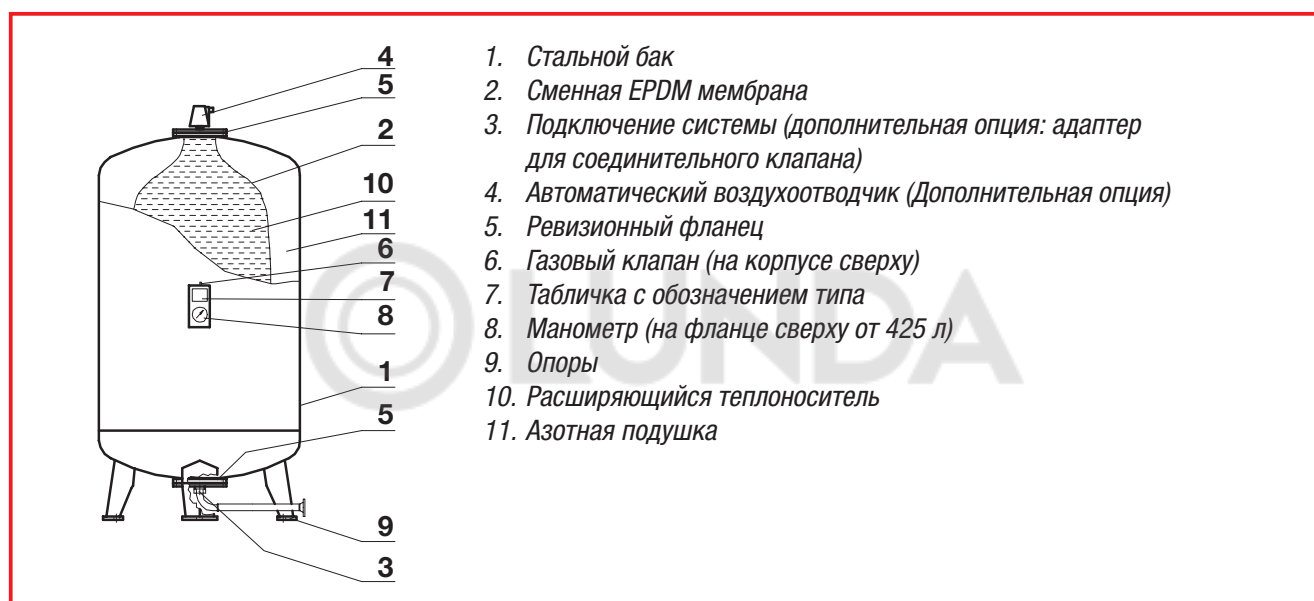 4
5
2
10
11
6
7
8
1
5
9
3
1. Стальной бак
2. Сменная EPDM мембрана
3. Подключение системы (дополнительная опция: адаптер
для соединительного клапана)
4. Автоматический воздухоотводчик (Дополнительная опция)
5. Ревизионный фланец
6. Газовый клапан (на корпусе сверху)
7. Табличка с обозначением типа
8. Манометр (на фланце сверху от 425 л)
9. Опоры
10. Расширяющийся теплоноситель
11. Азотная подушка
LUNDA